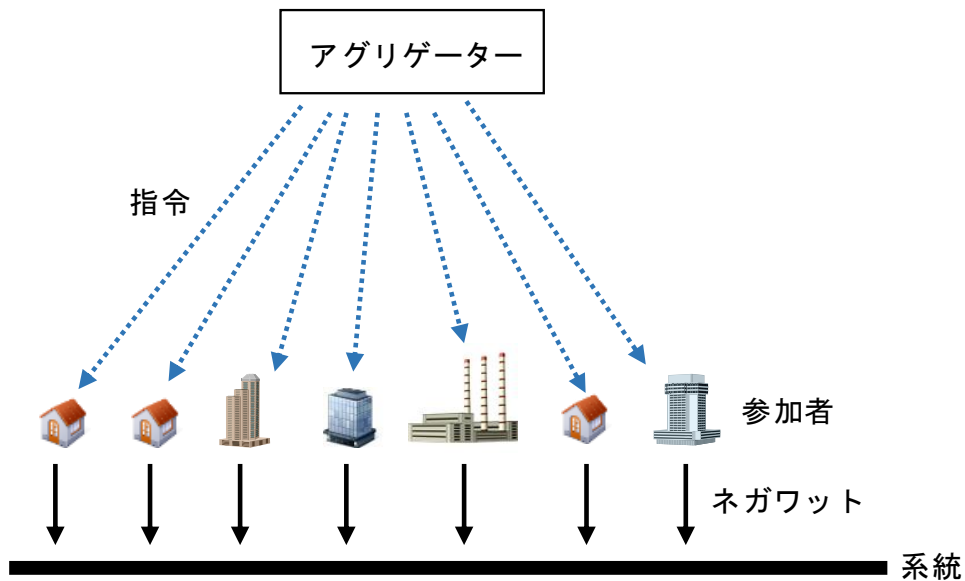 アグリゲーター
指令
参加者
ネガワット
系統